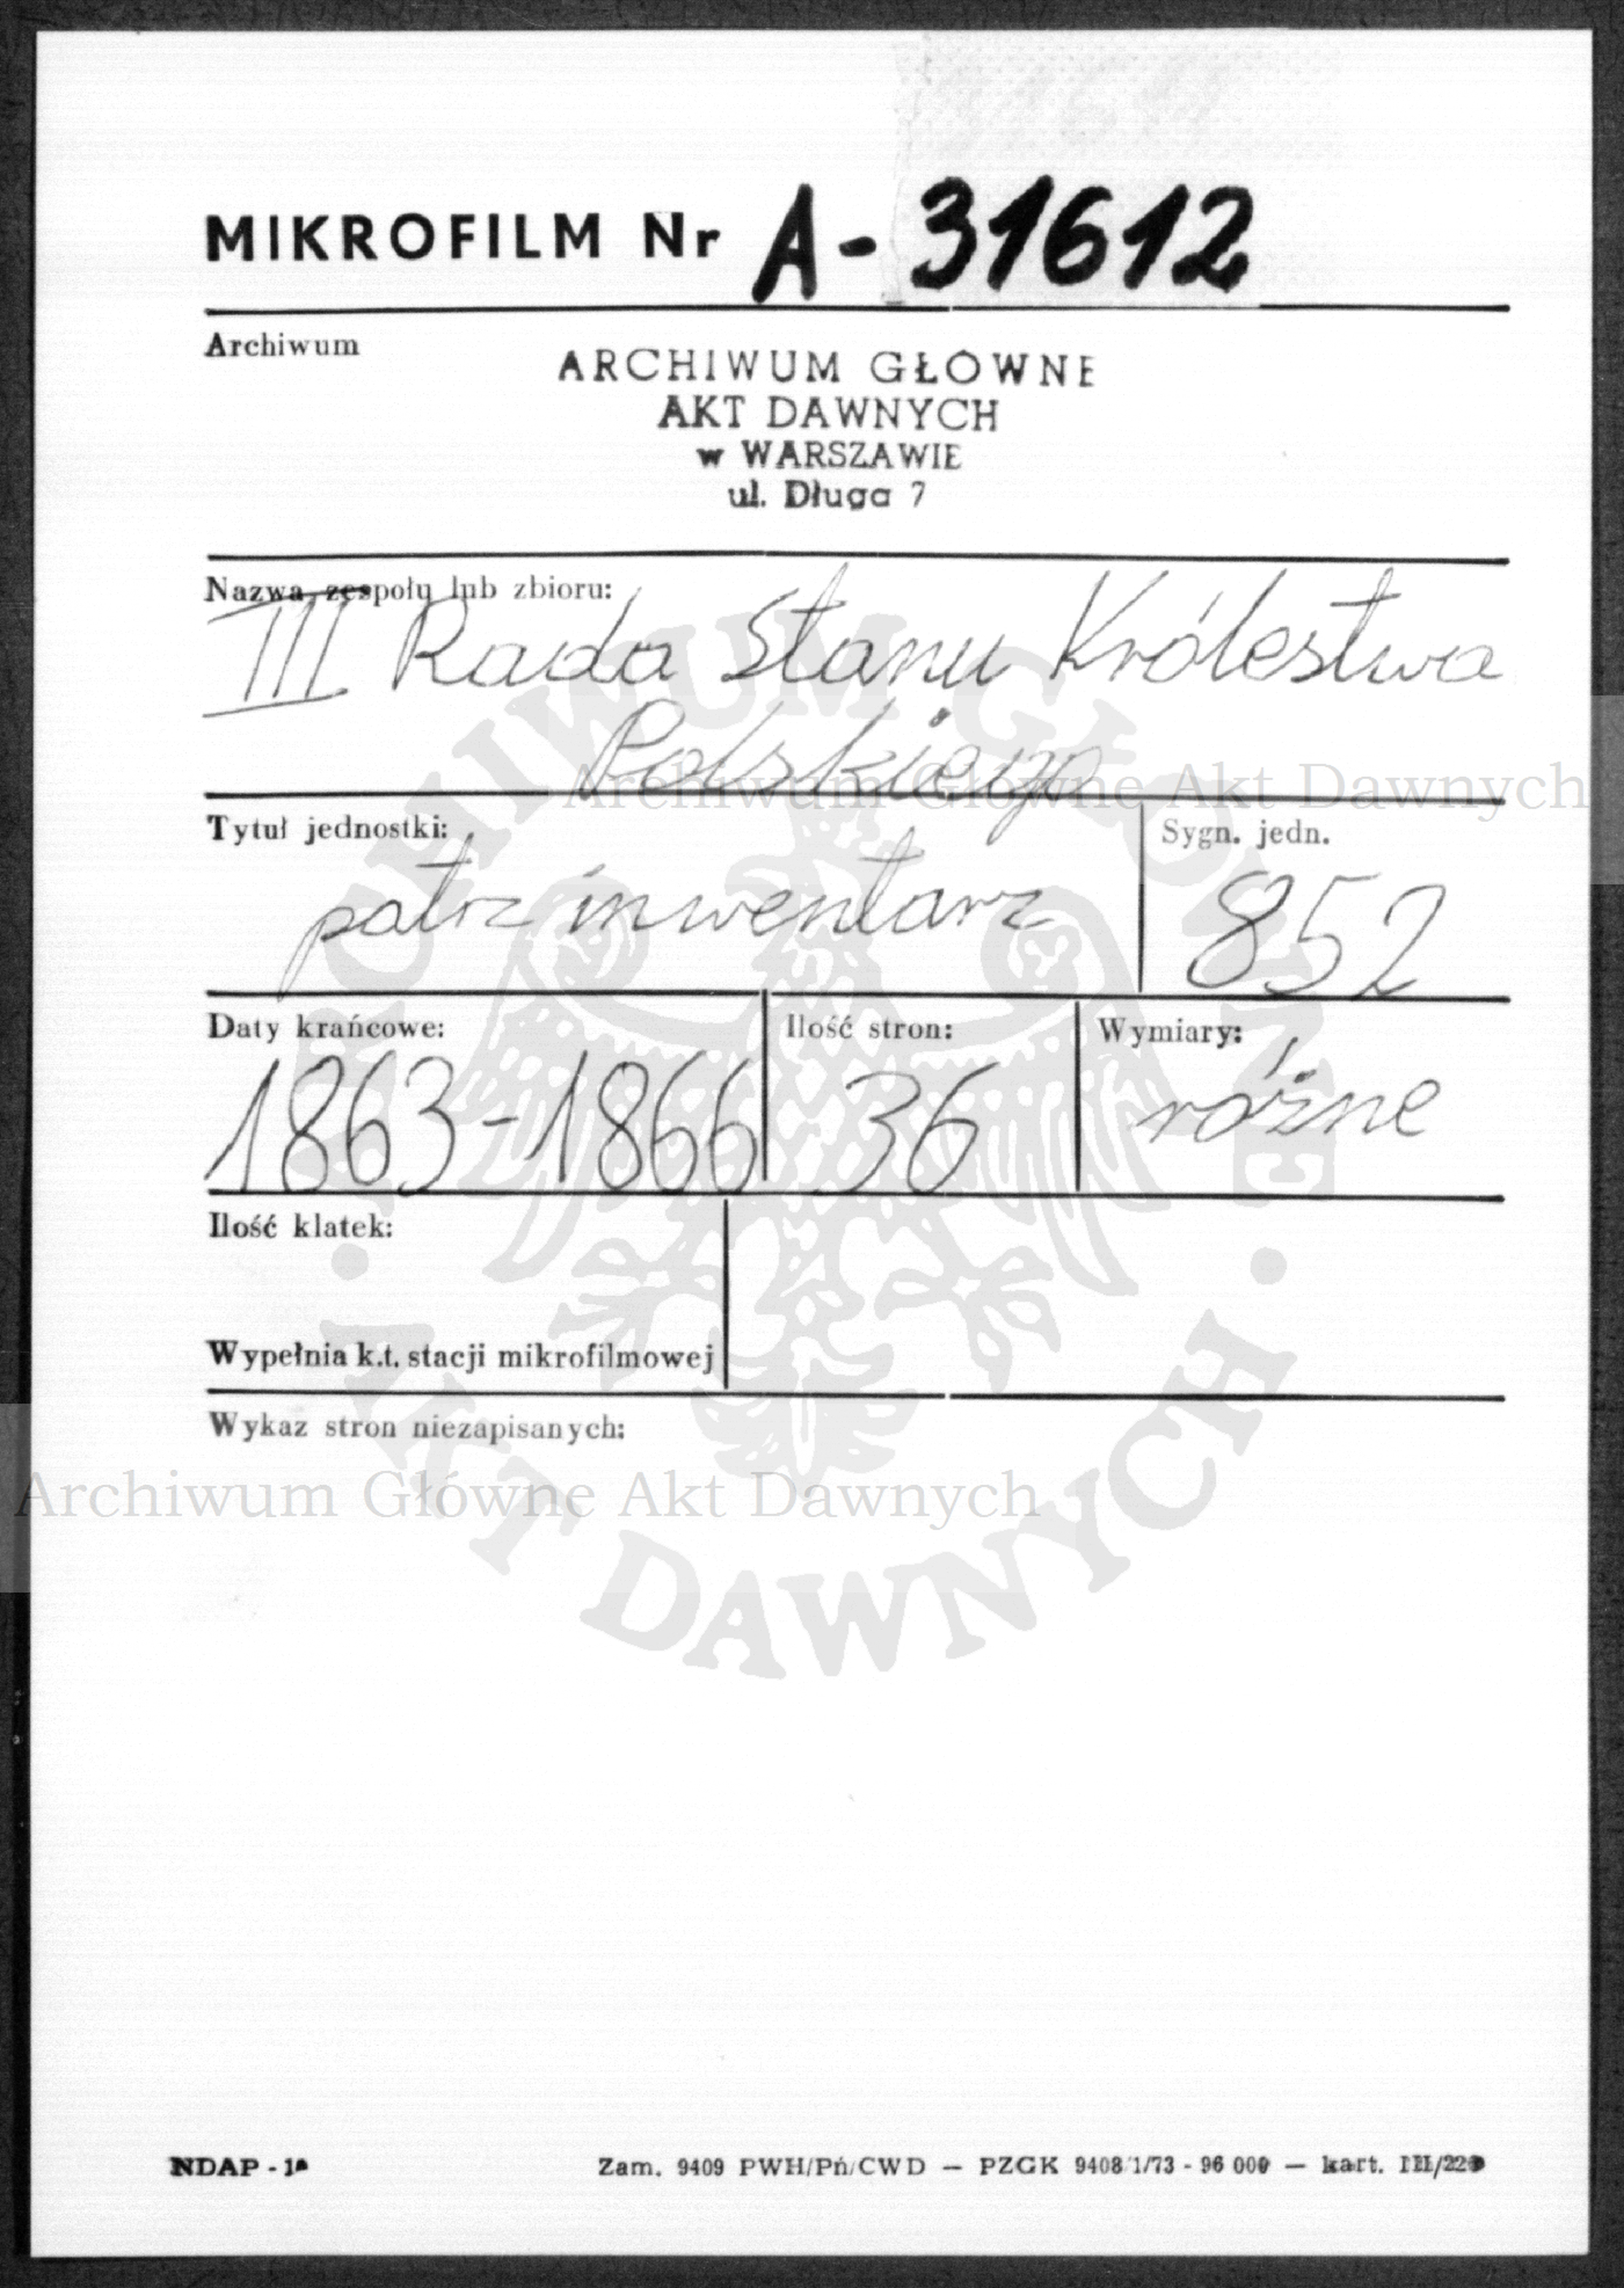 MIKROFILM Nr A-31612
Archiwum
ARCHIWUM GŁÓWNE
AKT DAWNYCH
w WARSZAWIE
ul. Długa 7
Nazwa zespołu lub zbioru:
III Rada Stanu Królestwa
Polskiego
Archiwum Główne Akt Dawnych
Tytuł jednostki:
Sygn. jedn.
patrz inwentarz
852
Daty krańcowe:
Ilość stron:
Wymiary:
1863-1866
36
różne
Ilość klatek:
Wypełnia k.t. stacji mikrofilmowej
Wykaz stron niezapisanych:
Archiwum Główne Akt Dawnych
ARCHIWUM GŁÓWNE
· AKT DAWNYCH ·
NDAP - 1a
Zam. 9409 PWH/Pń/CWD — PZGK 9408/1/73 - 96 000 — kart. III/220